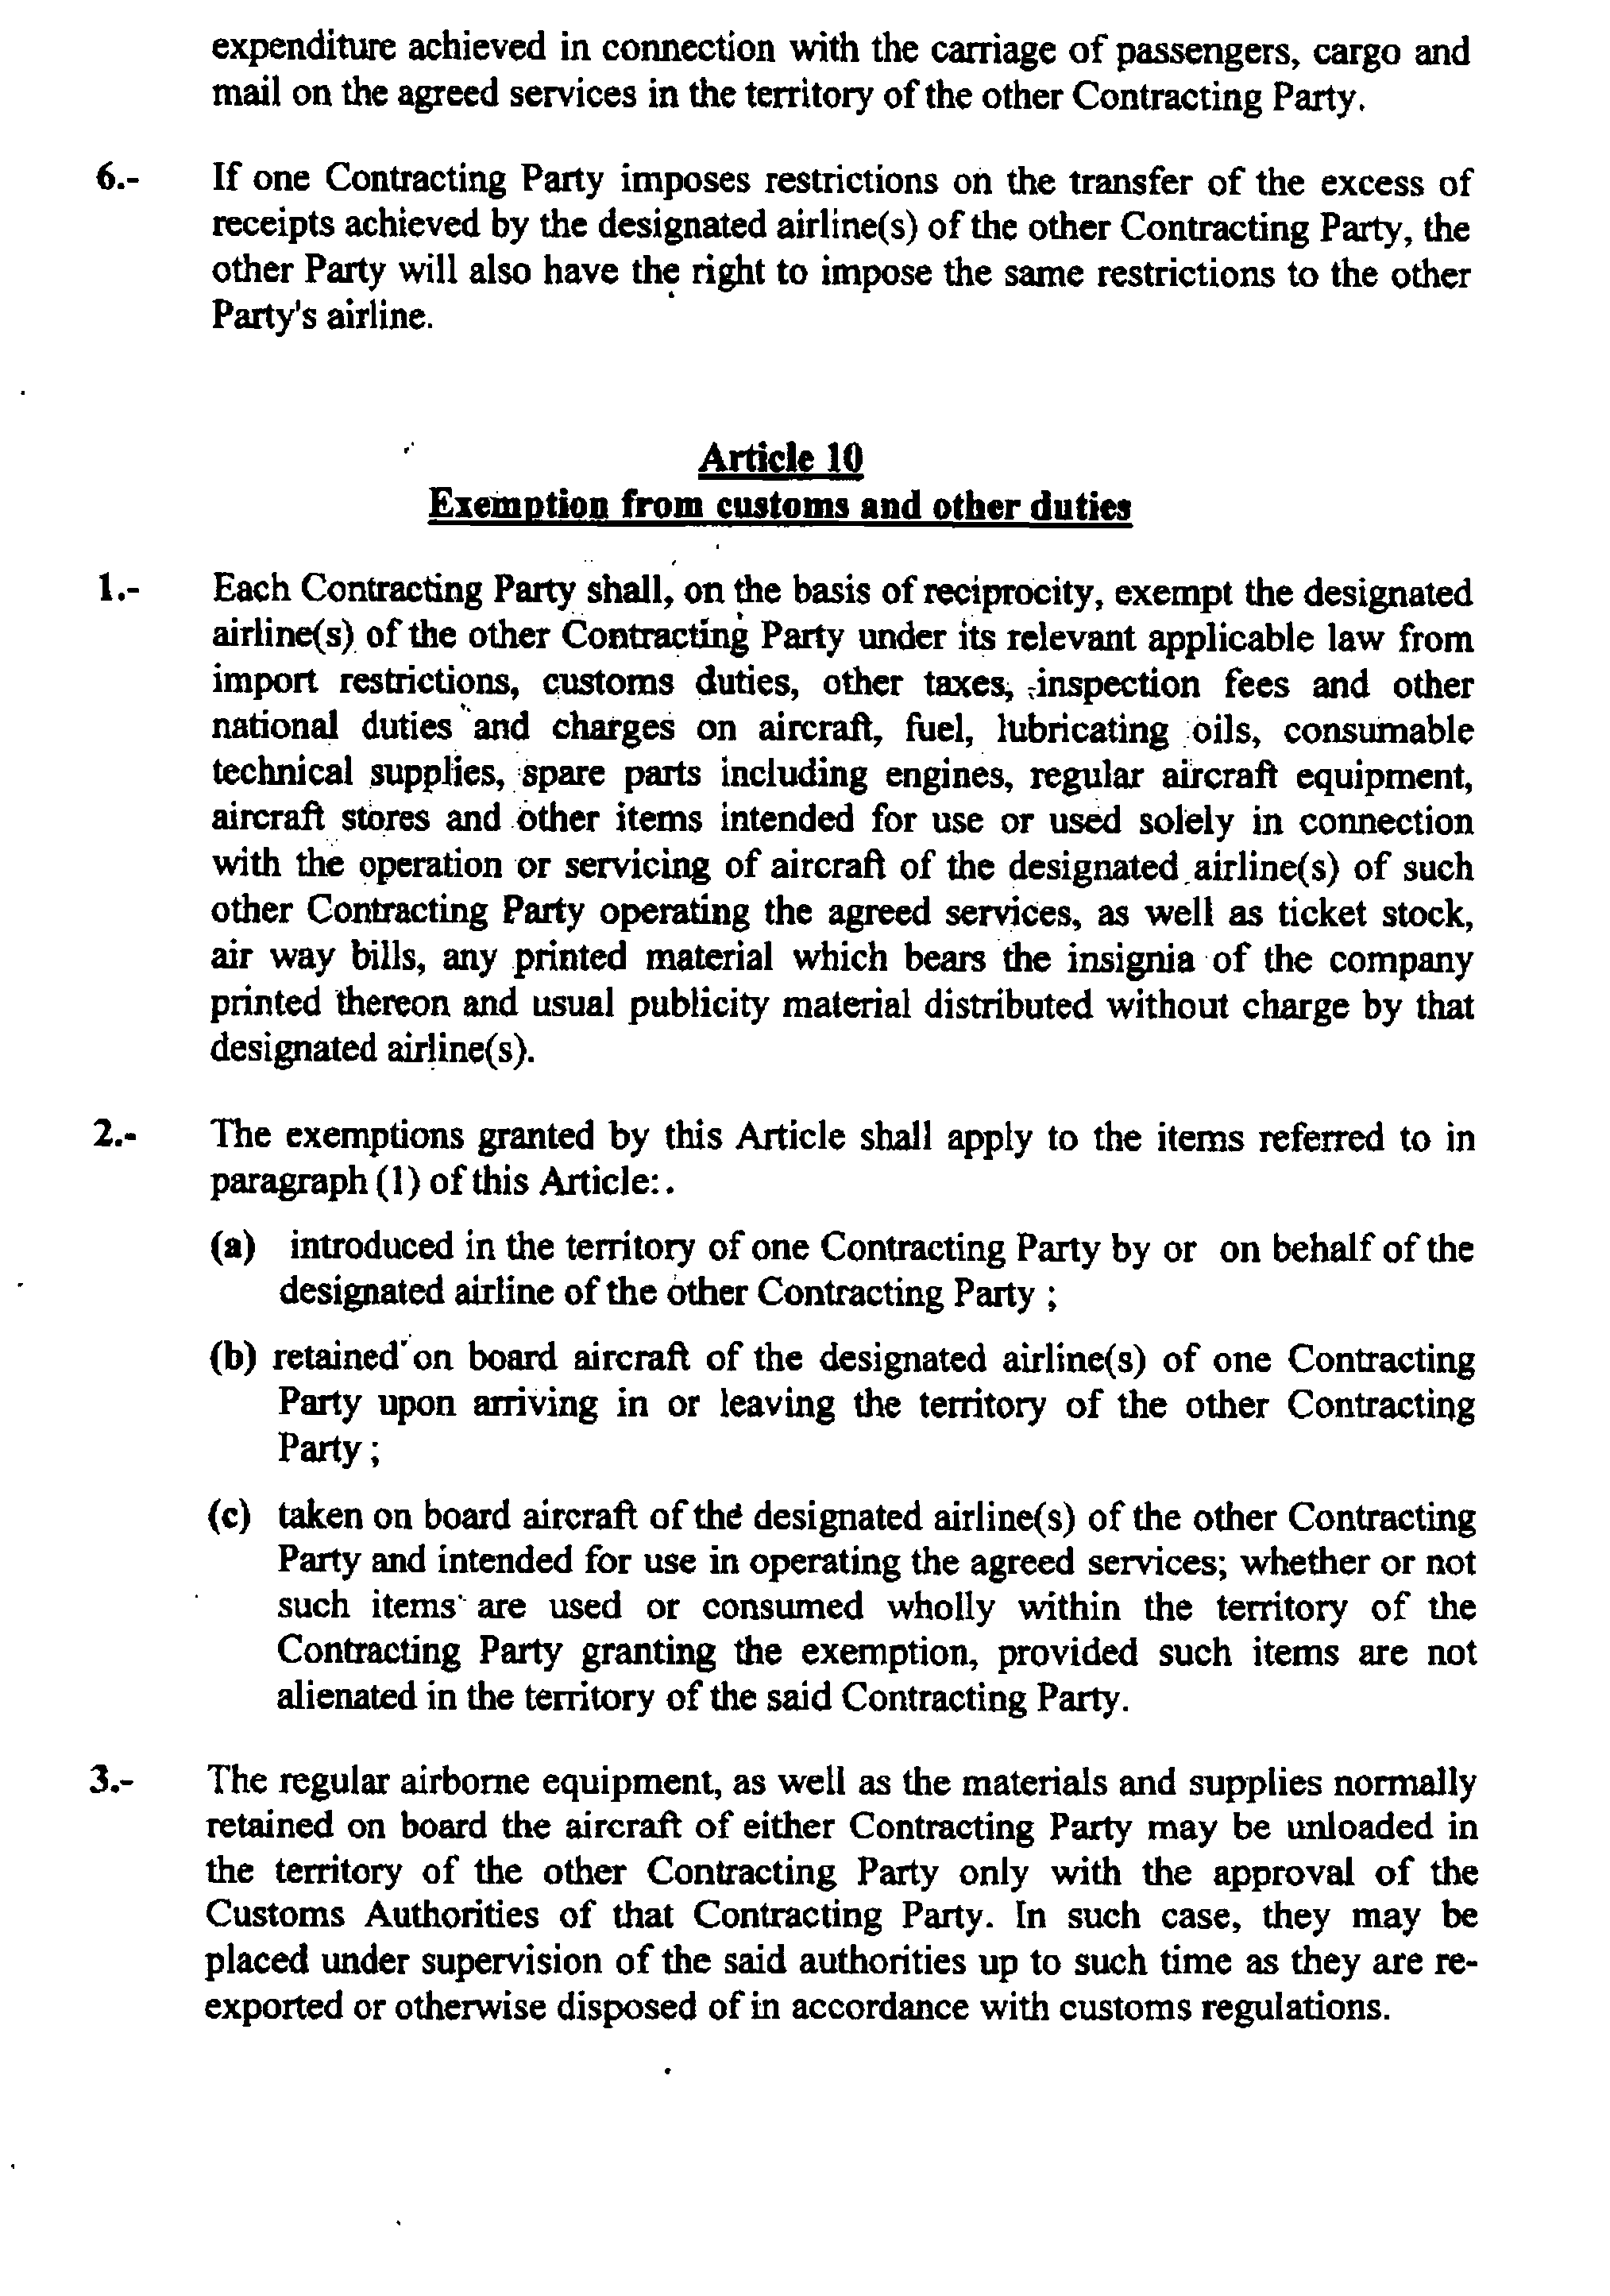 expenditure achieved in connection with the carriage of passengers, cargo and
mail on the agreed services in the territory of the other Contracting Party.
6.- If one Contracting Party imposes restrictions on the transfer of the excess of
receipts achieved by the designated airline(s) of the other Contracting Party, the
other Party will also have the right to impose the same restrictions to the other
Party's airline.
Article 10
Exemption from customs and other duties
1.- Each Contracting Party shall, on the basis of reciprocity, exempt the designated
airline(s) of the other Contracting Party under its relevant applicable law from
import restrictions, customs duties, other taxes, inspection fees and other
national duties and charges on aircraft, fuel, lubricating oils, consumable
technical supplies, spare parts including engines, regular aircraft equipment,
aircraft stores and other items intended for use or used solely in connection
with the operation or servicing of aircraft of the designated airline(s) of such
other Contracting Party operating the agreed services, as well as ticket stock,
air way bills, any printed material which bears the insignia of the company
printed thereon and usual publicity material distributed without charge by that
designated airline(s).
2.- The exemptions granted by this Article shall apply to the items referred to in
paragraph (1) of this Article: .
(a) introduced in the territory of one Contracting Party by or on behalf of the
designated airline of the other Contracting Party ;
(b) retained on board aircraft of the designated airline(s) of one Contracting
Party upon arriving in or leaving the territory of the other Contracting
Party ;
(c) taken on board aircraft of the designated airline(s) of the other Contracting
Party and intended for use in operating the agreed services; whether or not
such items are used or consumed wholly within the territory of the
Contracting Party granting the exemption, provided such items are not
alienated in the territory of the said Contracting Party.
3.- The regular airborne equipment, as well as the materials and supplies normally
retained on board the aircraft of either Contracting Party may be unloaded in
the territory of the other Contracting Party only with the approval of the
Customs Authorities of that Contracting Party. In such case, they may be
placed under supervision of the said authorities up to such time as they are re-
exported or otherwise disposed of in accordance with customs regulations.